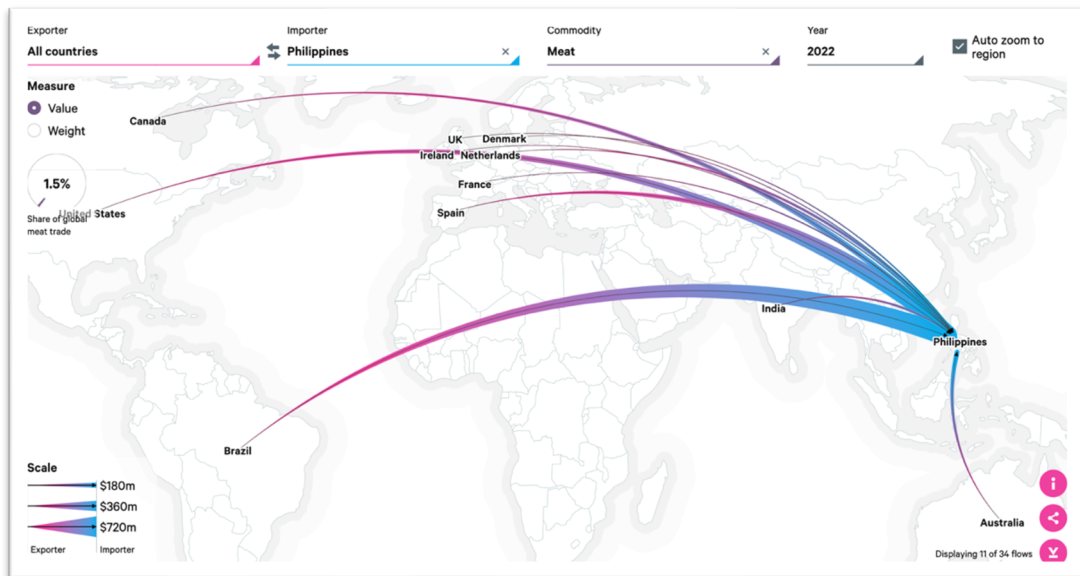 Exporter
All countries
Importer
Philippines
Commodity
Meat
Year
2022
Auto zoom to
region
Measure
Value
Weight
1.5%
Share of global
meat trade
Canada
UK
Denmark
Ireland
Netherlands
France
United States
Spain
India
Philippines
Brazil
Australia
Scale
$180m
$360m
$720m
Exporter
Importer
Displaying 11 of 34 flows